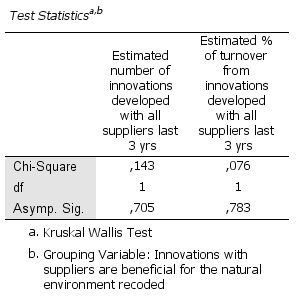 Test Statistics a,b
Estimated number of innovations developed with all suppliers last 3 yrs
Estimated % of turnover from innovations developed with all suppliers last 3 yrs
Chi-Square ,143 ,076
df 1 1
Asymp. Sig. ,705 ,783
a. Kruskal Wallis Test
b. Grouping Variable: Innovations with
suppliers are beneficial for the natural
environment recoded